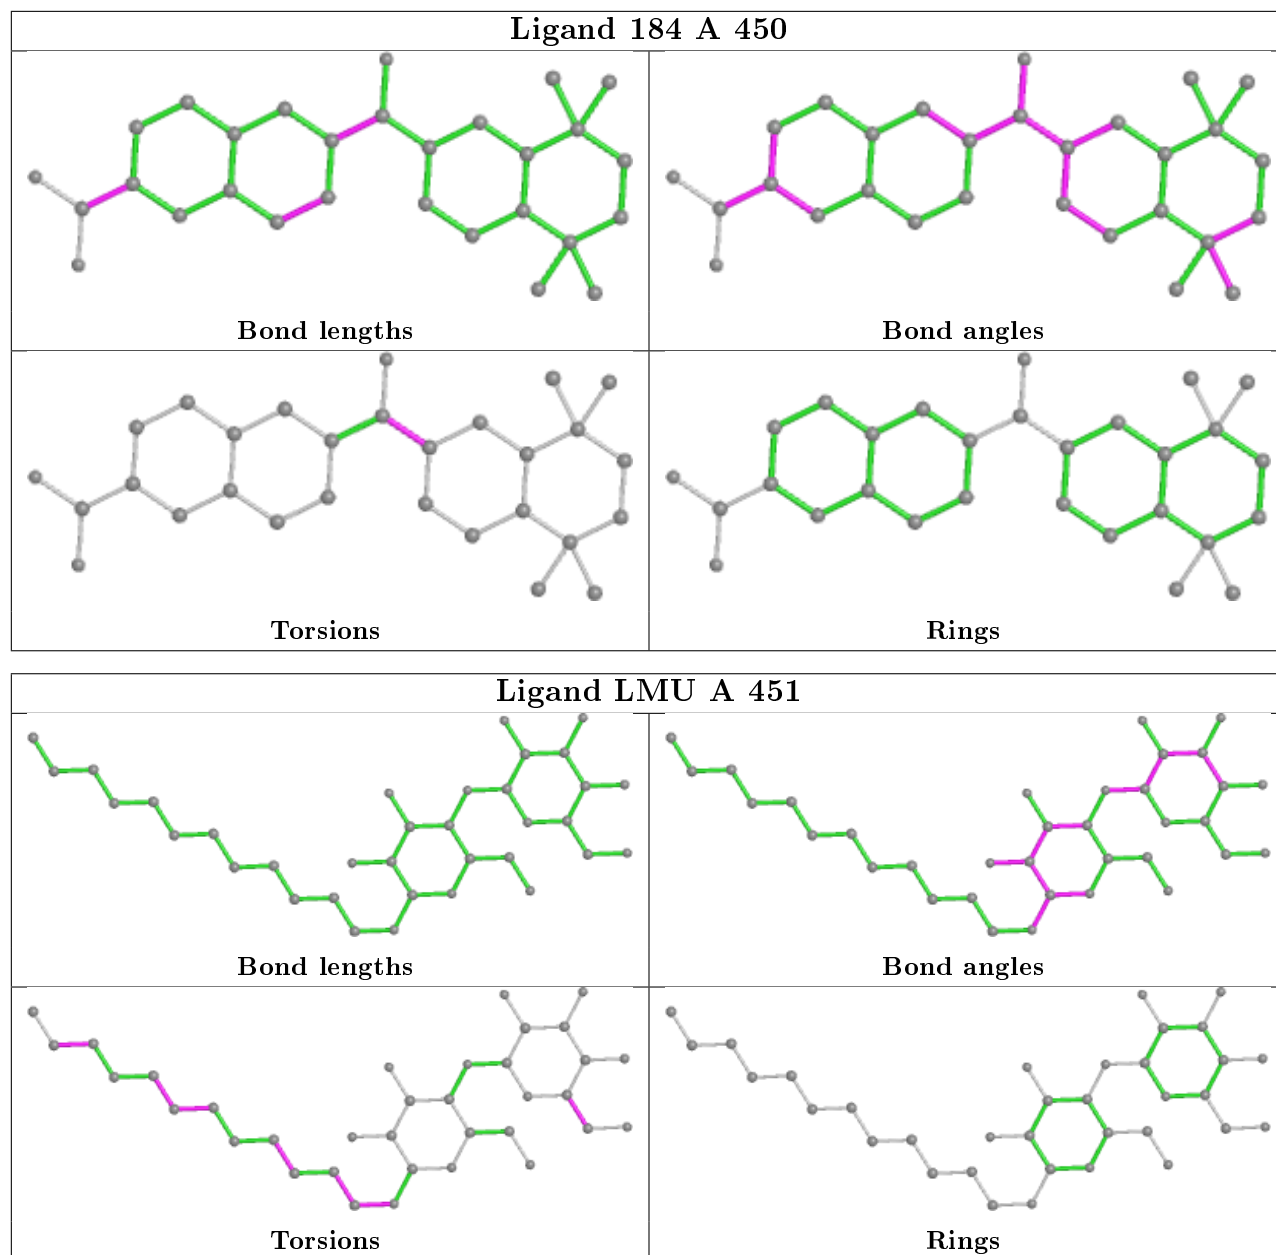 Ligand 184 A 450
Bond lengths
Bond angles
Torsions
Rings
Ligand LMU A 451
Bond lengths
Bond angles
Torsions
Rings